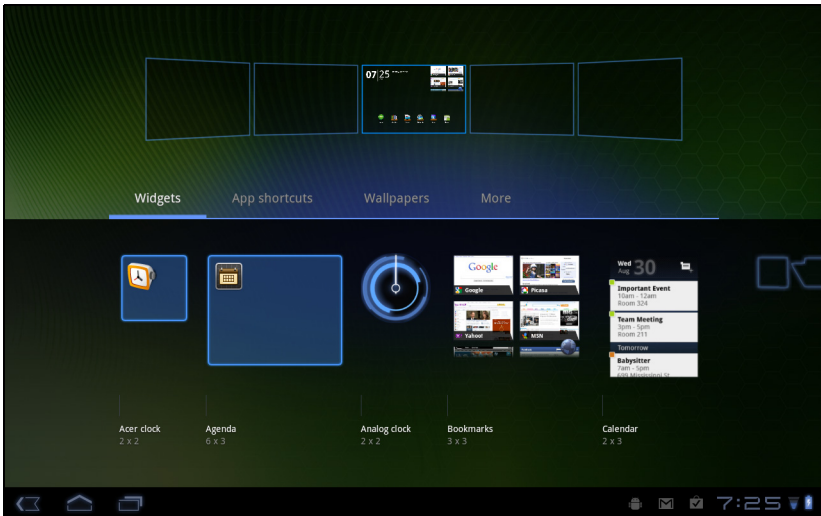 07 25
Widgets
App shortcuts
Wallpapers
More
Google
Google
Picasa
Yahoo!
MSN
Wed
Aug 30
Important Event
10am - 12am
Room 324
Team Meeting
3pm - 5pm
Room 211
Tomorrow
Babysitter
7am - 5pm
Acer clock
2 x 2
Agenda
6 x 3
Analog clock
2 x 2
Bookmarks
3 x 3
Calendar
2 x 3
7:25